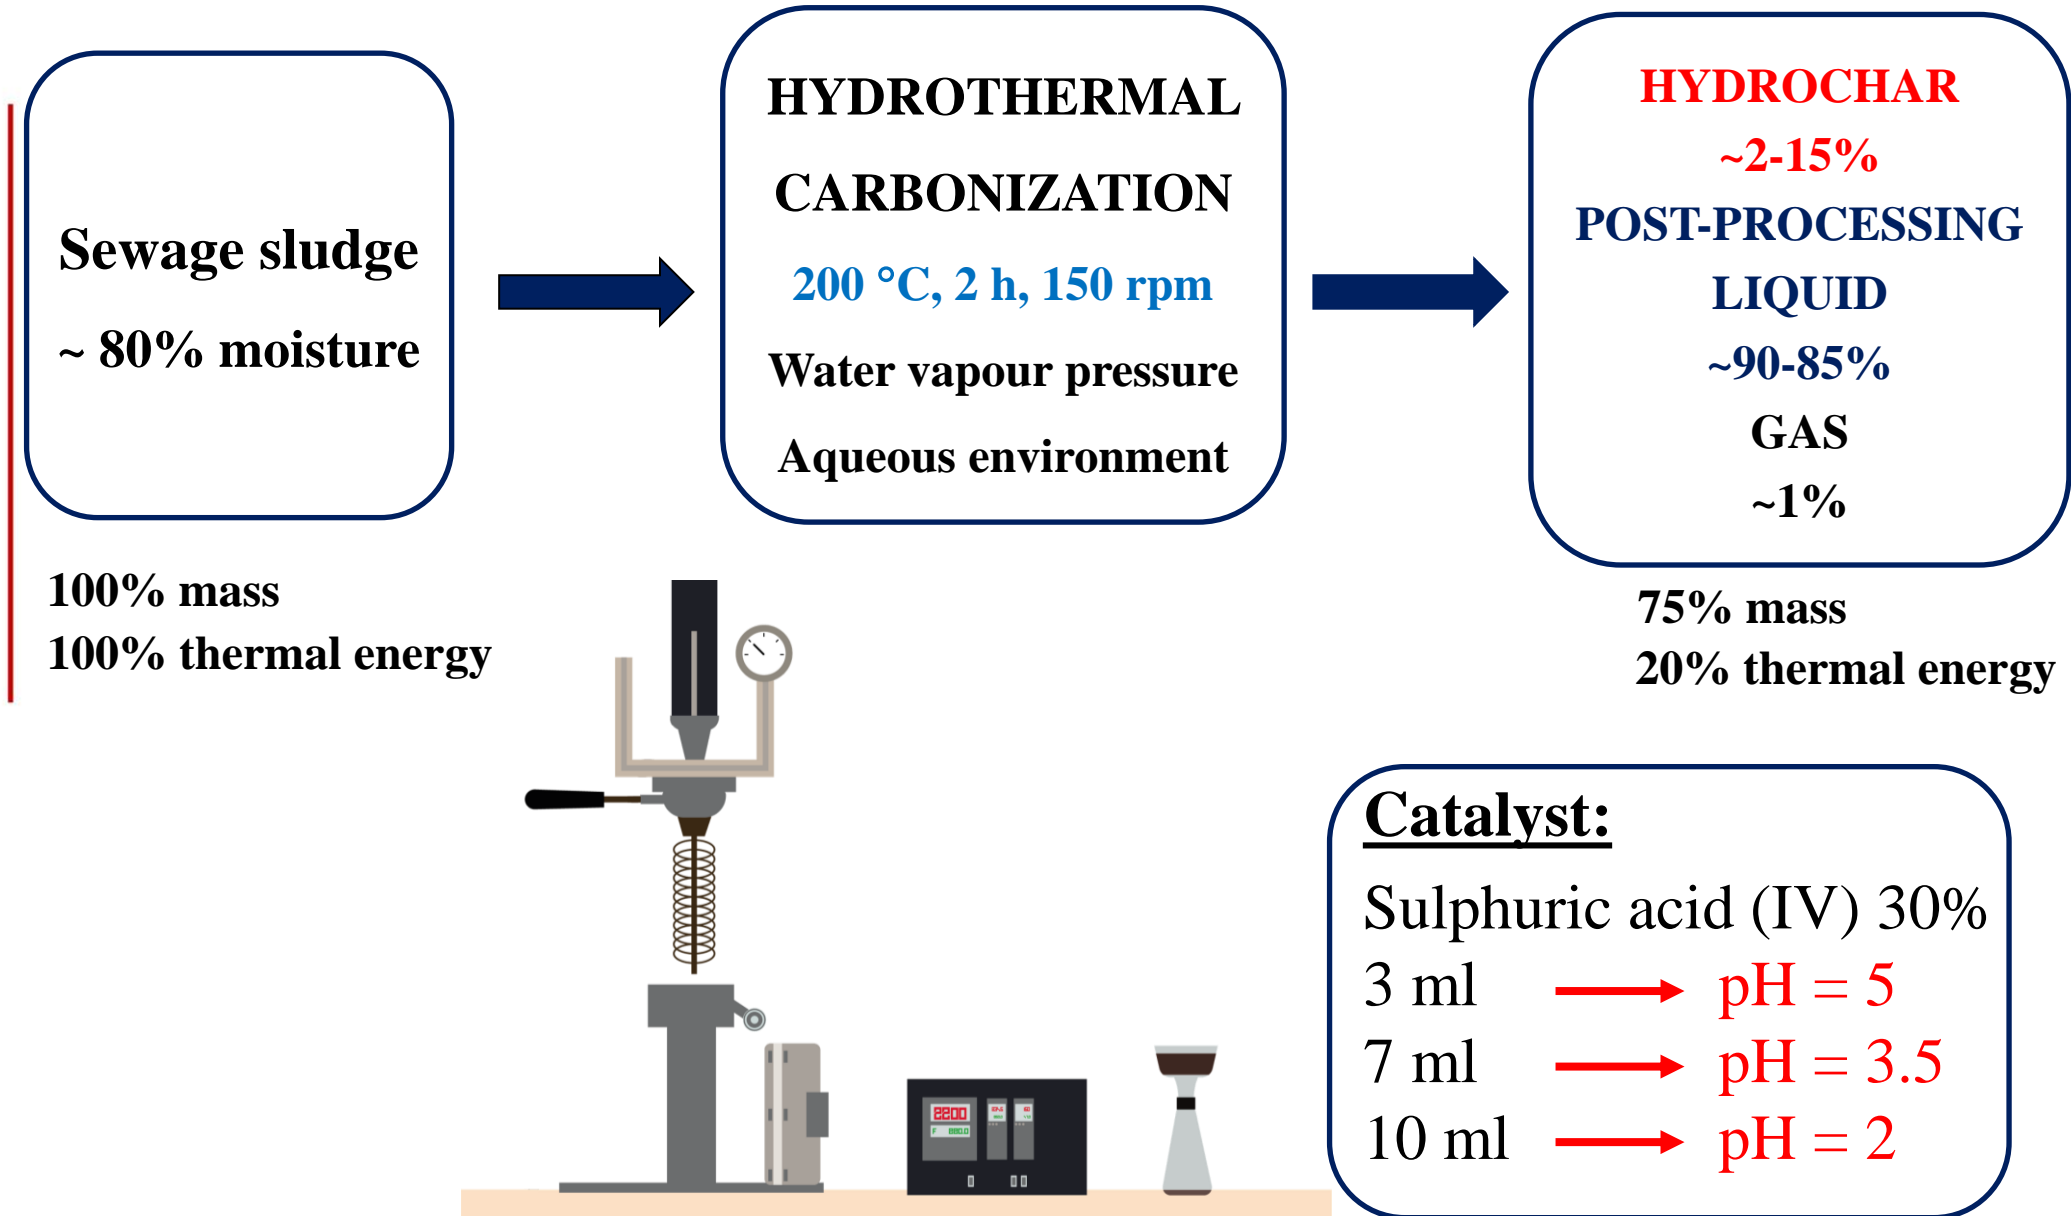 Sewage sludge
~ 80% moisture
100% mass
100% thermal energy
HYDROTHERMAL
CARBONIZATION
200 °C, 2 h, 150 rpm
Water vapour pressure
Aqueous environment
HYDROCHAR
~2-15%
POST-PROCESSING
LIQUID
~90-85%
GAS
~1%
75% mass
20% thermal energy
Catalyst:
Sulphuric acid (IV) 30%
3 ml pH = 5
7 ml pH = 3.5
10 ml pH = 2